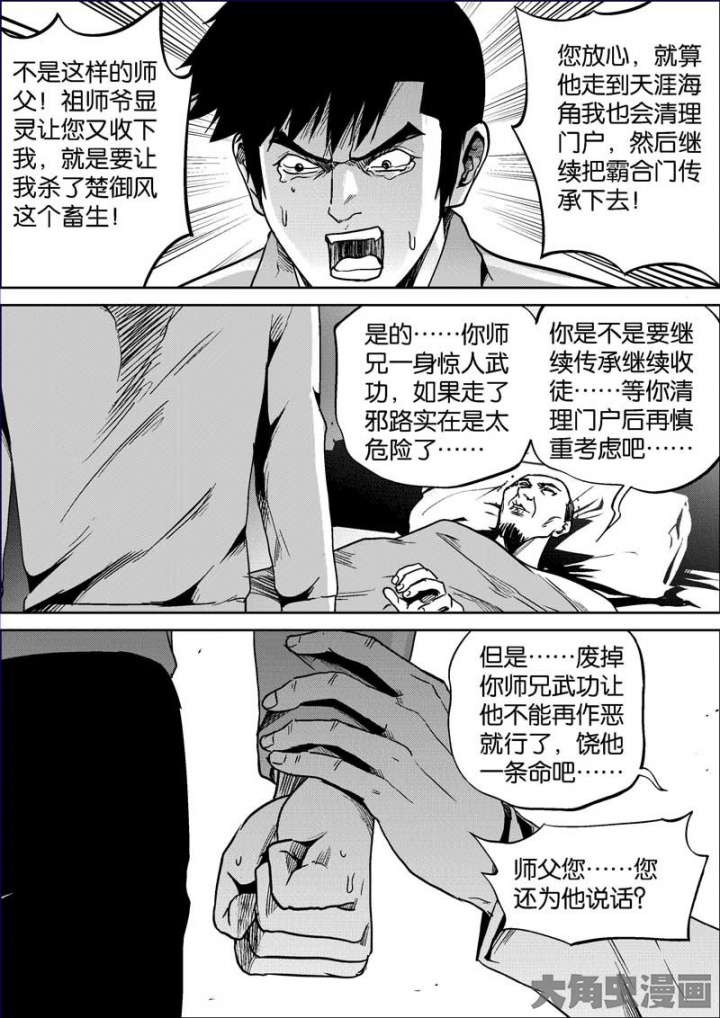 不是这样的师
父！祖师爷显
灵让您又收下
我，就是要让
我杀了楚御风
这个畜生！
您放心，就算
他走到天涯海
角我也会清理
门户，然后继
续把霸合门传
承下去！
是的……你师
兄一身惊人武
功，如果走了
邪路实在是太
危险了……
你是不是要继
续传承继续收
徒……等你清
理门户后再慎
重考虑吧……
但是……废掉
你师兄武功让
他不能再作恶
就行了，饶他
一条命吧……
师父您……您
还为他说话？
大角虫漫画